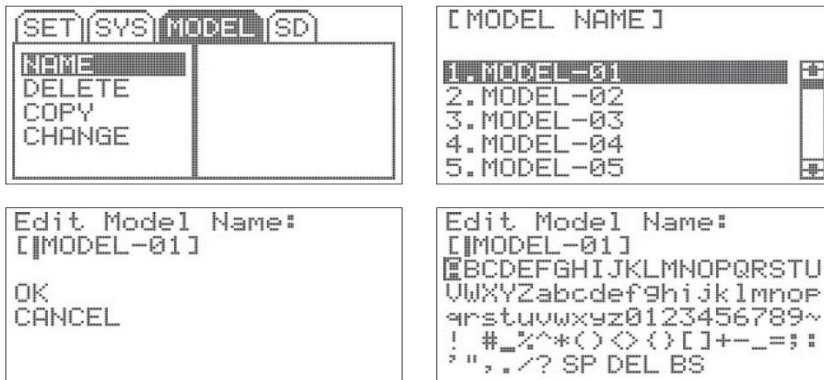 SET SYS MODEL SD
NAME
DELETE
COPY
CHANGE
[MODEL NAME]
1.MODEL-01
2.MODEL-02
3.MODEL-03
4.MODEL-04
5.MODEL-05
Edit Model Name:
[MODEL-01]
OK
CANCEL
Edit Model Name:
[MODEL-01]
ABCDEFGHIJKLMNOPQRSTU
VWXYZabcdefghijklmnop
qrstuvwxyz0123456789~
! #_%^*()<>{}[]+-_=;:
'",./? SP DEL BS